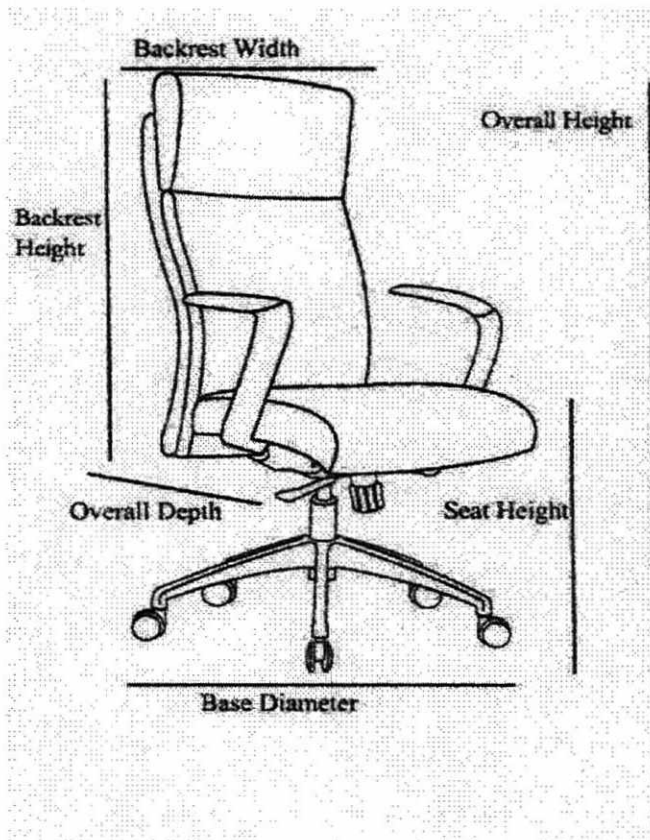 Backrest Width
Overall Height
Backrest
Height
Overall Depth
Seat Height
Base Diameter